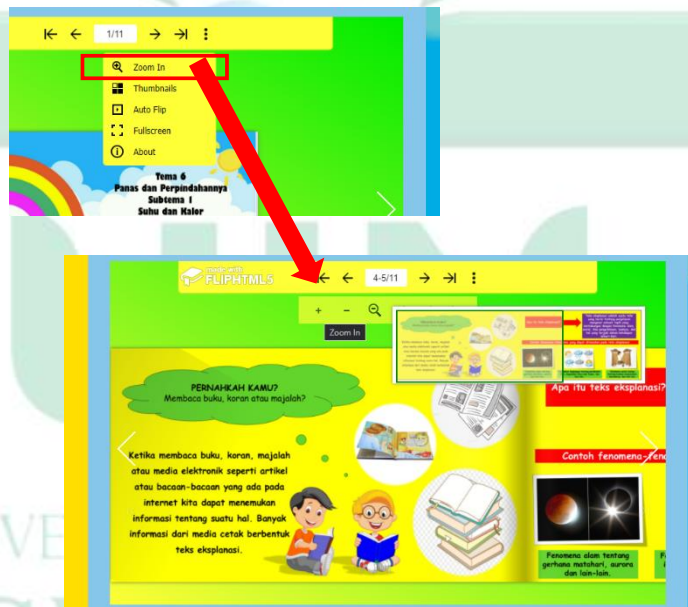 1/11
Zoom In
Thumbnails
Auto Flip
Fullscreen
About
Tema 6
Panas dan Perpindahannya
Subtema 1
Suhu dan Kalor
made with
FLIPHTML5
4-5/11
+ -
Zoom In
PERNAHKAH KAMU?
Membaca buku, koran atau majalah?
Ketika membaca buku, koran, majalah
atau media elektronik seperti artikel
atau bacaan-bacaan yang ada pada
internet kita dapat menemukan
informasi tentang suatu hal. Banyak
informasi dari media cetak berbentuk
teks eksplanasi.
Apa itu teks eksplanasi?
Contoh fenomena-fen
Fenomena alam tentang
gerhana matahari, aurora
dan lain-lain.